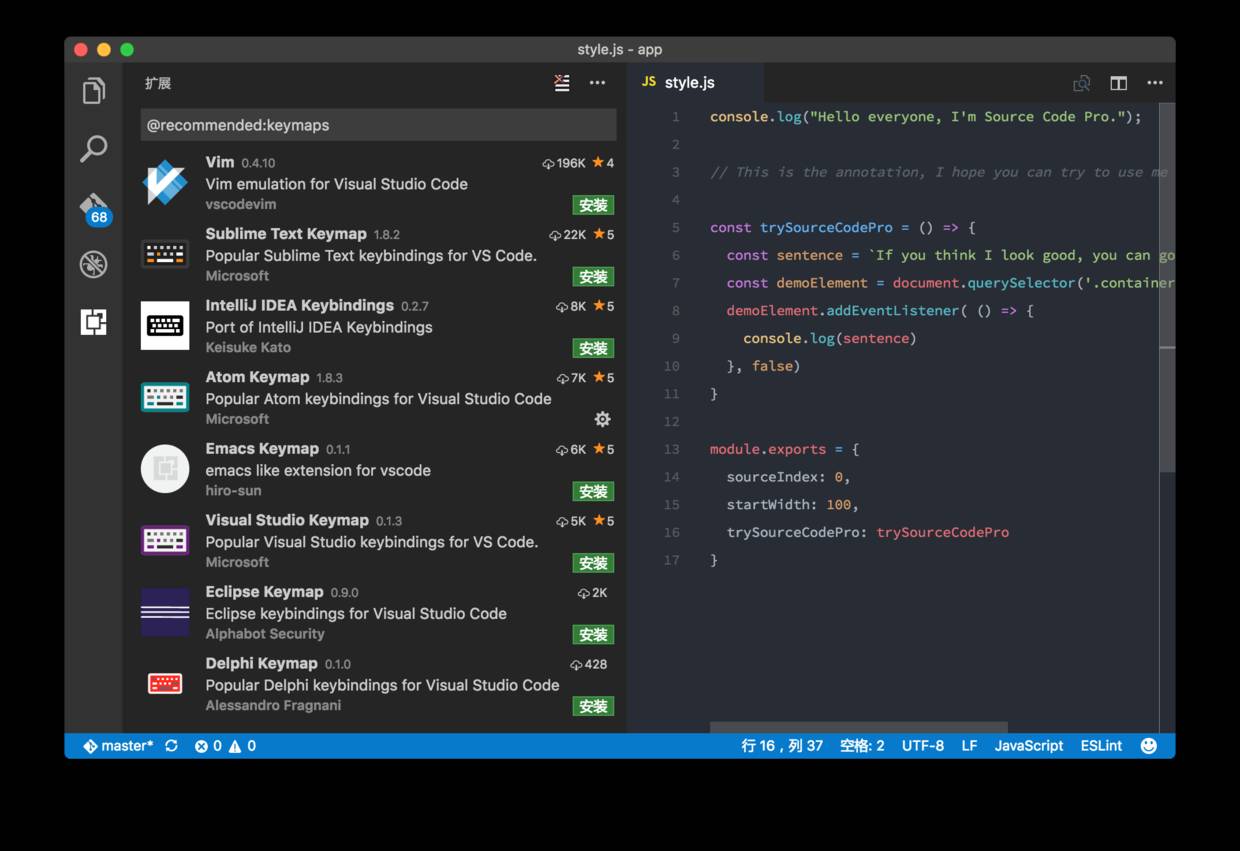 style.js - app
扩展
@recommended:keymaps
Vim 0.4.10 196K 4
Vim emulation for Visual Studio Code
vscodevim 安装
Sublime Text Keymap 1.8.2 22K 5
Popular Sublime Text keybindings for VS Code.
Microsoft 安装
IntelliJ IDEA Keybindings 0.2.7 8K 5
Port of IntelliJ IDEA Keybindings
Keisuke Kato 安装
Atom Keymap 1.8.3 7K 5
Popular Atom keybindings for Visual Studio Code
Microsoft
Emacs Keymap 0.1.1 6K 5
emacs like extension for vscode
hiro-sun 安装
Visual Studio Keymap 0.1.3 5K 5
Popular Visual Studio keybindings for VS Code.
Microsoft 安装
Eclipse Keymap 0.9.0 2K
Eclipse keybindings for Visual Studio Code
Alphabot Security 安装
Delphi Keymap 0.1.0 428
Popular Delphi keybindings for Visual Studio Code
Alessandro Fragnani 安装
68
JS style.js
1 console.log("Hello everyone, I'm Source Code Pro.");
2
3 // This is the annotation, I hope you can try to use me
4
5 const trySourceCodePro = () => {
6 const sentence = `If you think I look good, you can go
7 const demoElement = document.querySelector('.container
8 demoElement.addEventListener( () => {
9 console.log(sentence)
10 }, false)
11 }
12
13 module.exports = {
14 sourceIndex: 0,
15 startWidth: 100,
16 trySourceCodePro: trySourceCodePro
17 }
master* 0 0 行 16，列 37 空格: 2 UTF-8 LF JavaScript ESLint